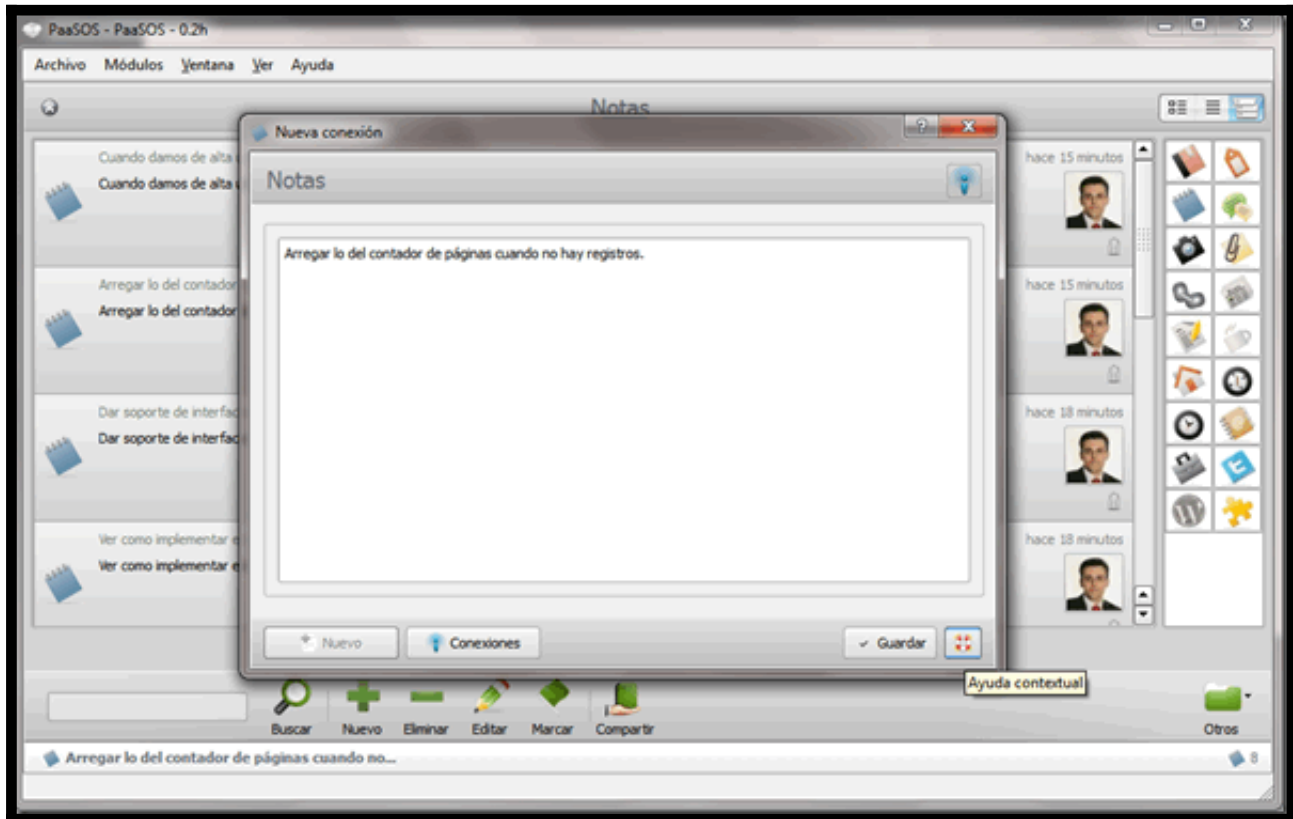 PaaSOS - PaaSOS - 0.2h
Archivo Módulos Ventana Ver Ayuda
Notas
Nueva conexión
Notas
Arregar lo del contador de páginas cuando no hay registros.
Cuando damos de alta
Cuando damos de alta
hace 15 minutos
Arregar lo del contador
Arregar lo del contador
hace 15 minutos
Dar soporte de interfac
Dar soporte de interfac
hace 18 minutos
Ver como implementar e
Ver como implementar e
hace 18 minutos
Nuevo Conexiones Guardar
Ayuda contextual
Buscar Nuevo Eliminar Editar Marcar Compartir Otros
Arregar lo del contador de páginas cuando no... 8